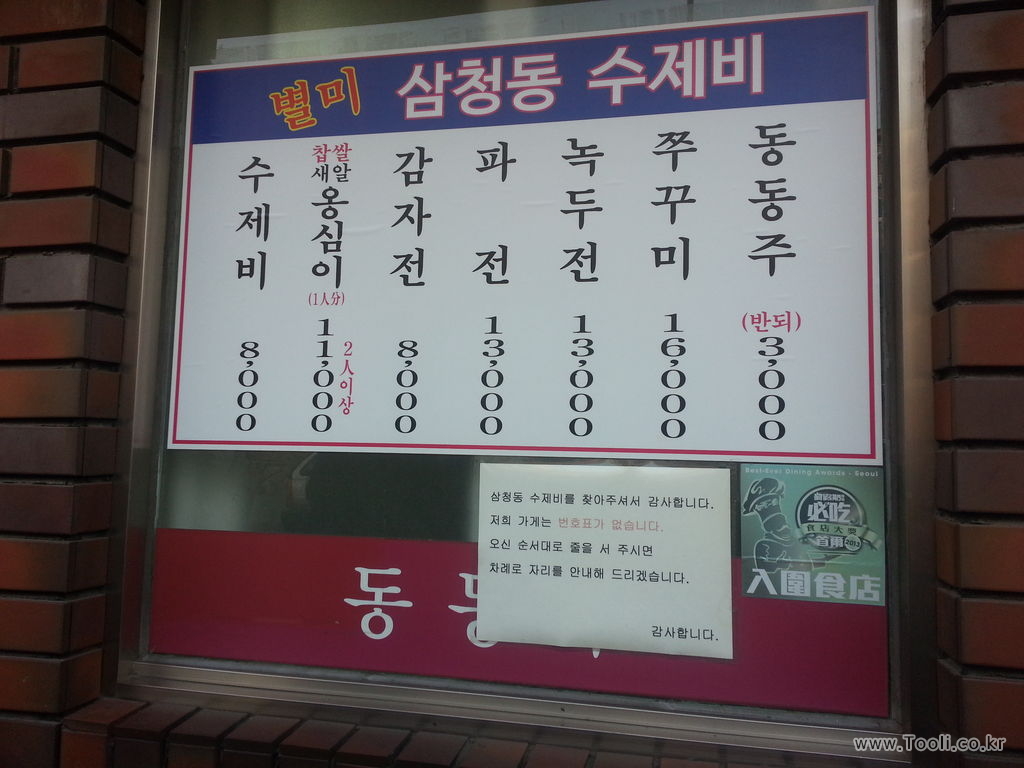 별미 삼청동 수제비
수제비 8,000
찹쌀 새알 옹심이 (1人分) 11,000 2人이상
감자전 8,000
파전 13,000
녹두전 13,000
쭈꾸미 16,000
동동주 (반되) 3,000
삼청동 수제비를 찾아주셔서 감사합니다.
저희 가게는 번호표가 없습니다.
오신 순서대로 줄을 서 주시면
차례로 자리를 안내해 드리겠습니다.
감사합니다.
동
Best-Ever Dining Awards - Seoul
必吃
食店大獎
首爾 2013
入圍食店
www.Tooli.co.kr